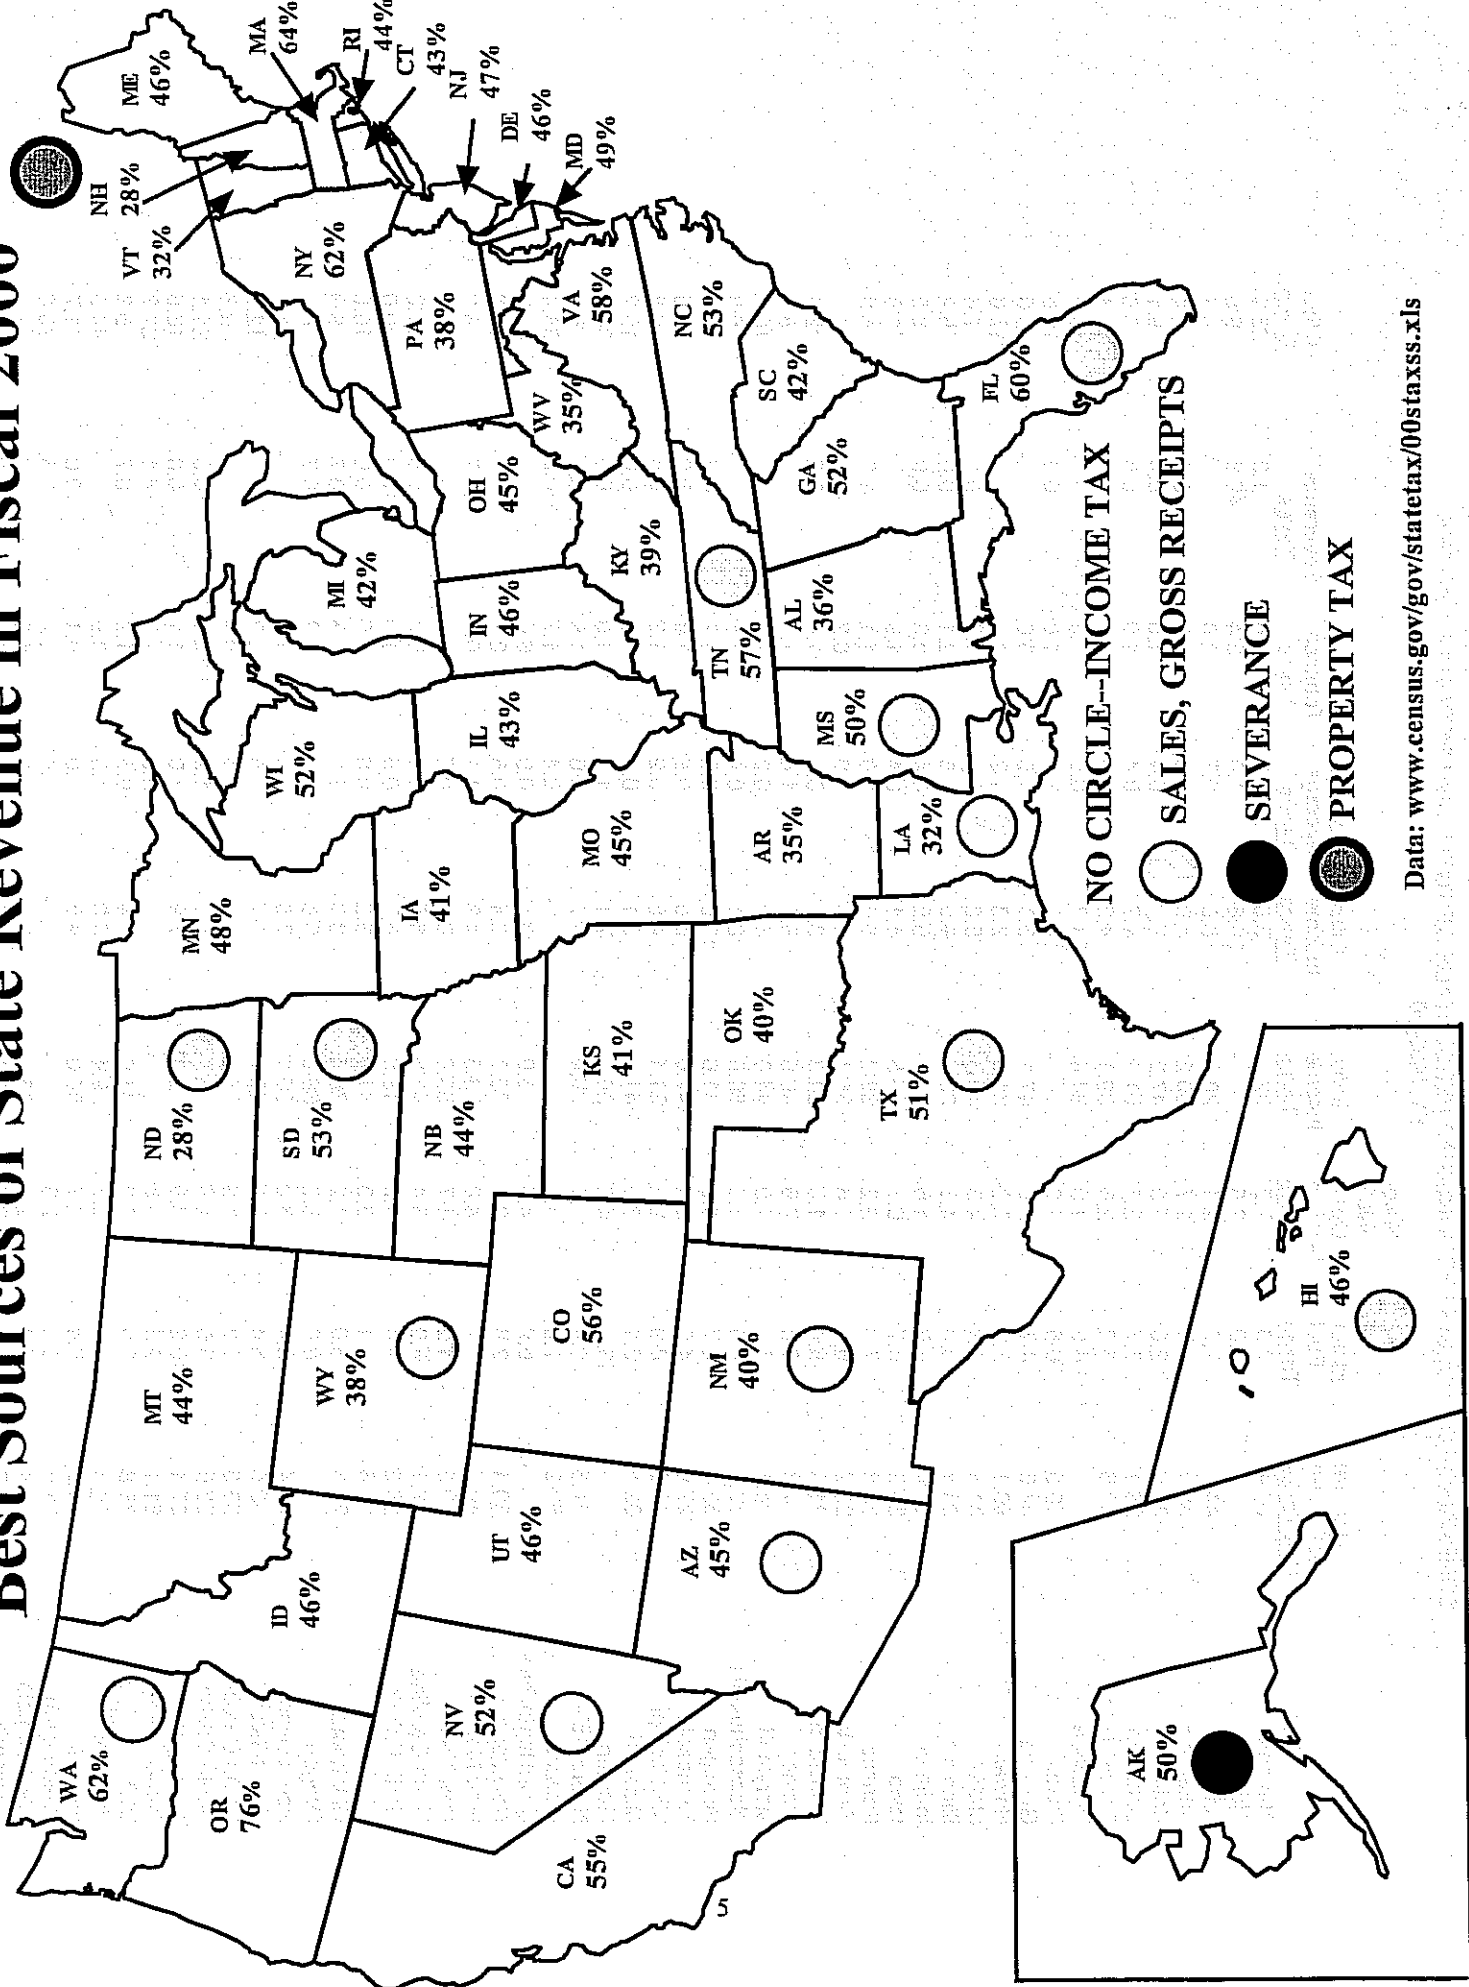 Best Sources of State Revenue in Fiscal 2000
WA
62%
OR
76%
CA
55%
NV
52%
ID
46%
MT
44%
WY
38%
UT
46%
AZ
45%
CO
56%
NM
40%
ND
28%
SD
53%
NB
44%
KS
41%
OK
40%
TX
51%
MN
48%
IA
41%
MO
45%
AR
35%
LA
32%
WI
52%
IL
43%
MS
50%
MI
42%
IN
46%
OH
45%
KY
39%
TN
57%
AL
36%
GA
52%
FL
60%
SC
42%
NC
53%
VA
58%
WV
35%
PA
38%
NY
62%
VT
32%
NH
28%
ME
46%
MA
64%
RI
44%
CT
43%
NJ
47%
DE
46%
MD
49%
AK
50%
HI
46%
NO CIRCLE--INCOME TAX
SALES, GROSS RECEIPTS
SEVERANCE
PROPERTY TAX
Data: www.census.gov/gov/statetax/00staxss.xls
5